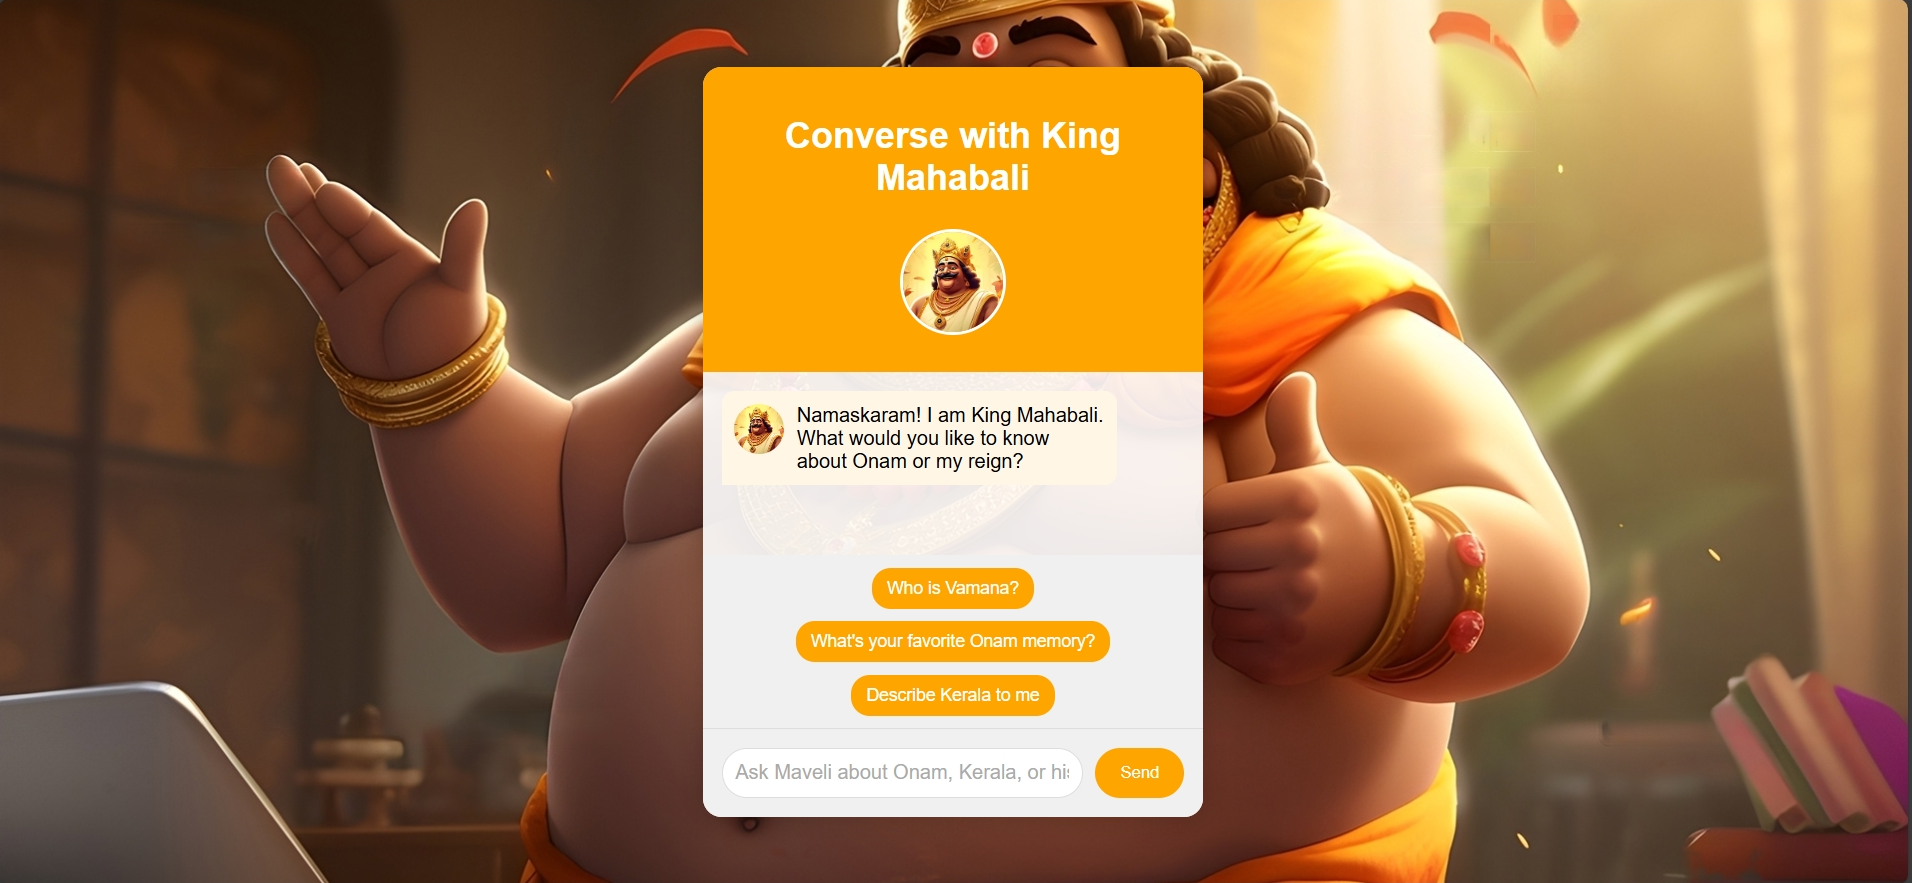 Converse with King
Mahabali
Namaskaram! I am King Mahabali.
What would you like to know
about Onam or my reign?
Who is Vamana?
What's your favorite Onam memory?
Describe Kerala to me
Ask Maveli about Onam, Kerala, or his
Send